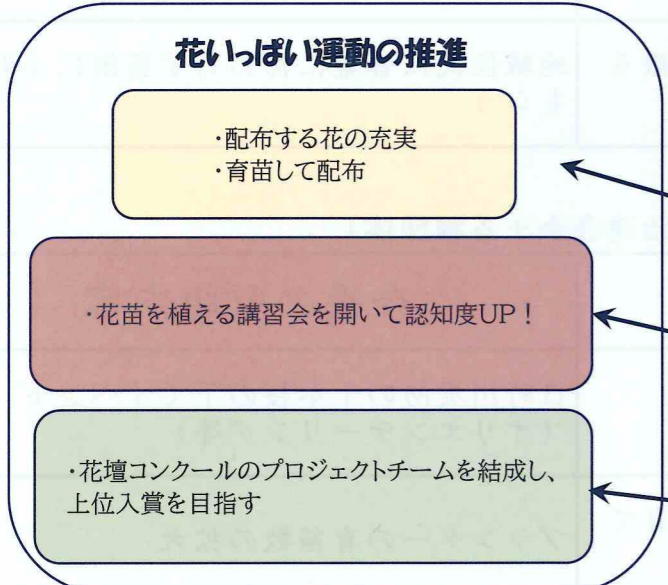 花いっぱい運動の推進
・配布する花の充実
・育苗して配布
・花苗を植える講習会を開いて認知度UP！
・花壇コンクールのプロジェクトチームを結成し、
上位入賞を目指す